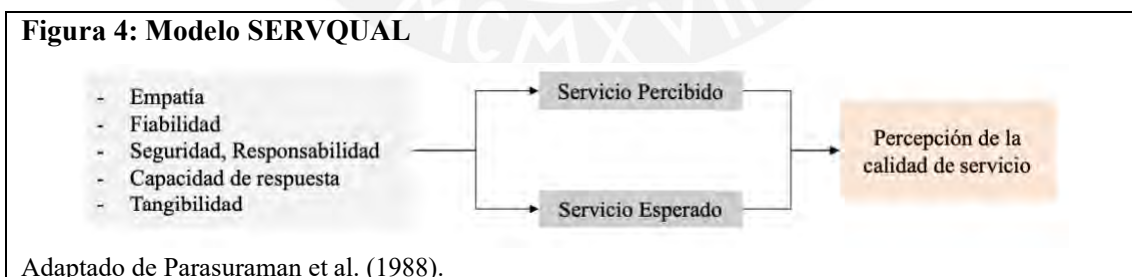 Figura 4: Modelo SERVQUAL
- Empatía
- Fiabilidad
- Seguridad, Responsabilidad
- Capacidad de respuesta
- Tangibilidad
Servicio Percibido
Servicio Esperado
Percepción de la
calidad de servicio
Adaptado de Parasuraman et al. (1988).